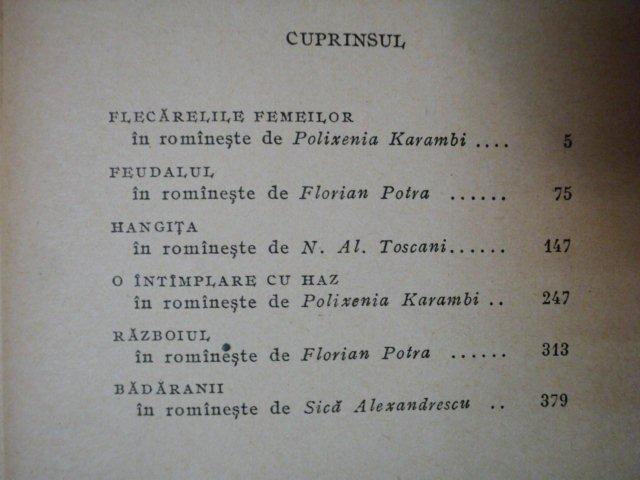 CUPRINSUL
FLECĂRELILE FEMEILOR
în romînește de Polixenia Karambi .... 5
FEUDALUL
în romînește de Florian Potra ...... 75
HANGIȚA
în romînește de N. Al. Toscani...... 147
O ÎNTÎMPLARE CU HAZ
în romînește de Polixenia Karambi .. 247
RĂZBOIUL
în romînește de Florian Potra ...... 313
BĂDĂRANII
în romînește de Sică Alexandrescu .. 379